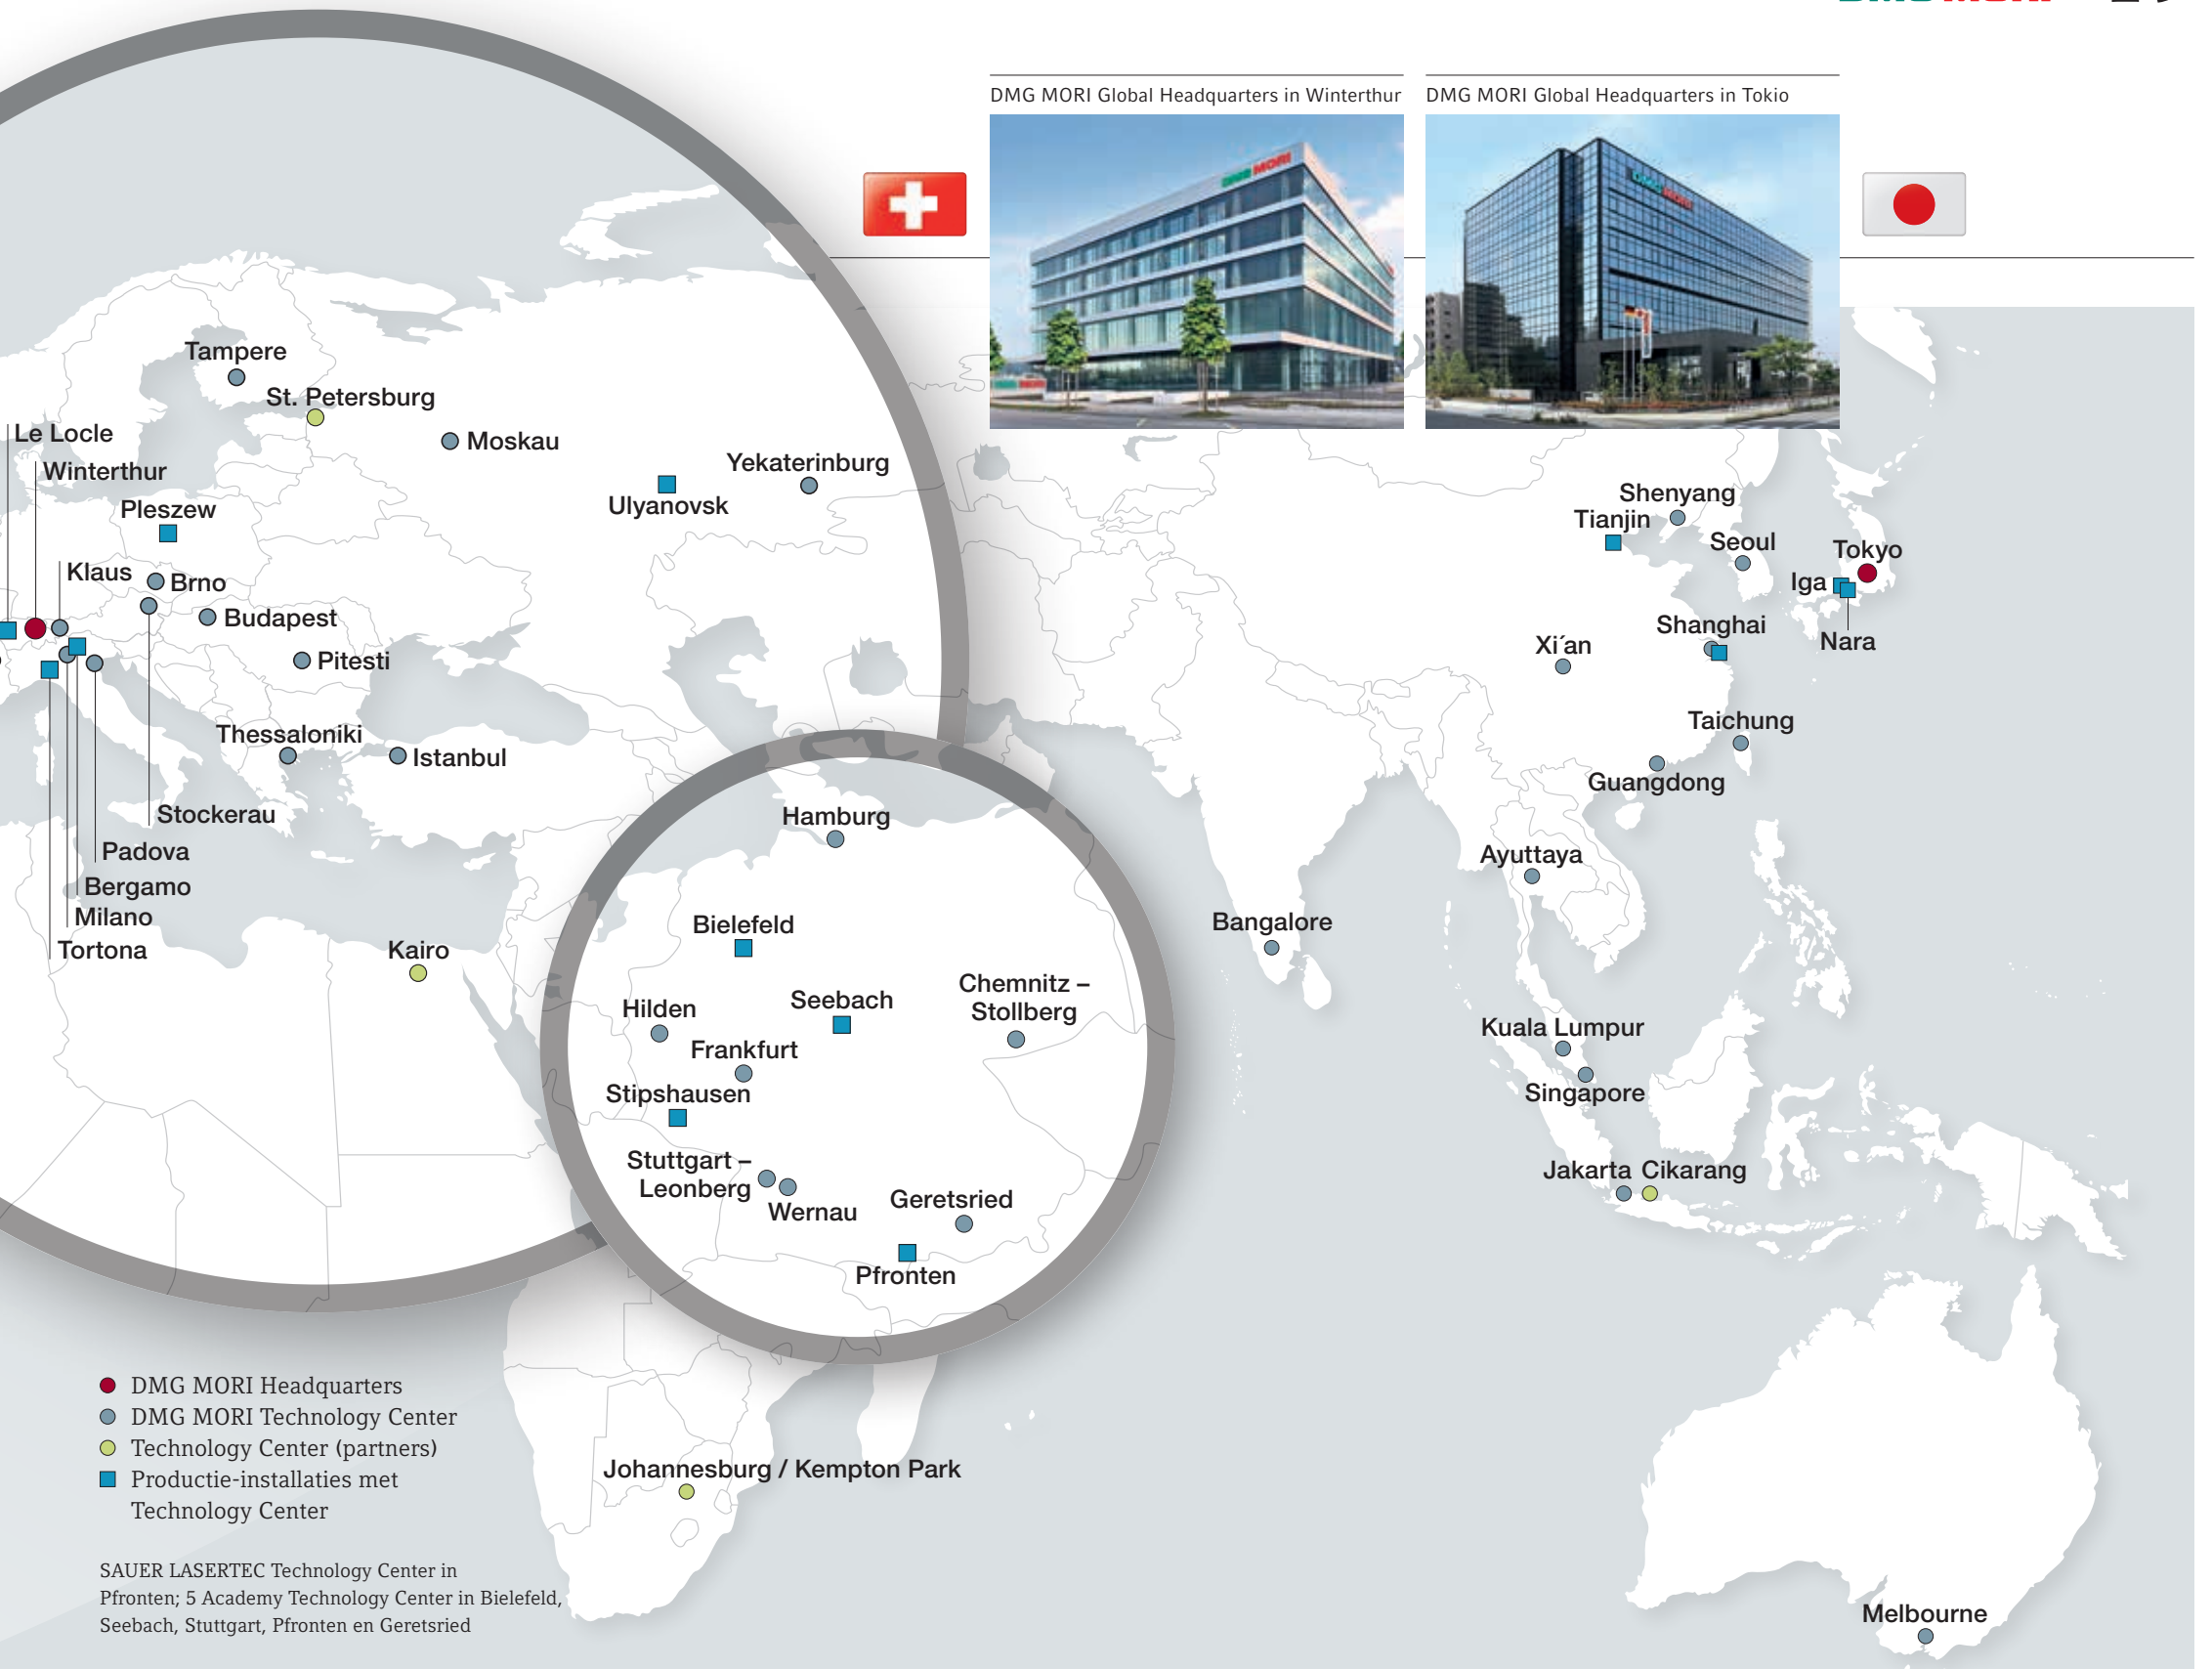 DMG MORI Global Headquarters in Winterthur
DMG MORI Global Headquarters in Tokio
DMG MORI
DMG MORI
Tampere
St. Petersburg
Le Locle
Moskau
Winterthur
Yekaterinburg
Ulyanovsk
Pleszew
Klaus
Brno
Budapest
Pitesti
Thessaloniki
Istanbul
Stockerau
Padova
Bergamo
Milano
Tortona
Kairo
Hamburg
Bielefeld
Chemnitz –
Stollberg
Seebach
Hilden
Frankfurt
Stipshausen
Stuttgart –
Leonberg
Wernau
Geretsried
Pfronten
Shenyang
Tianjin
Seoul
Tokyo
Iga
Nara
Shanghai
Xi´an
Taichung
Guangdong
Ayuttaya
Bangalore
Kuala Lumpur
Singapore
Jakarta
Cikarang
Johannesburg / Kempton Park
Melbourne
DMG MORI Headquarters
DMG MORI Technology Center
Technology Center (partners)
Productie-installaties met
Technology Center
SAUER LASERTEC Technology Center in
Pfronten; 5 Academy Technology Center in Bielefeld,
Seebach, Stuttgart, Pfronten en Geretsried